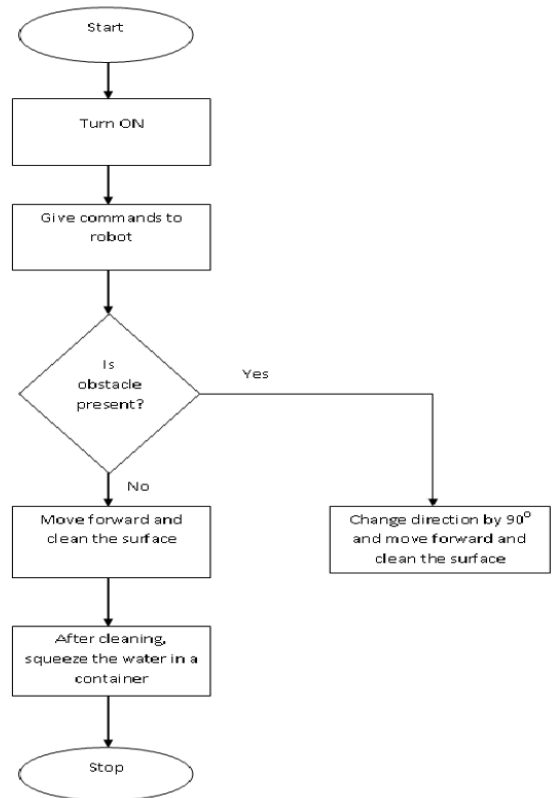 Start
Turn ON
Give commands to
robot
Is
obstacle
present?
Yes
No
Move forward and
clean the surface
Change direction by 90°
and move forward and
clean the surface
After cleaning,
squeeze the water in a
container
Stop